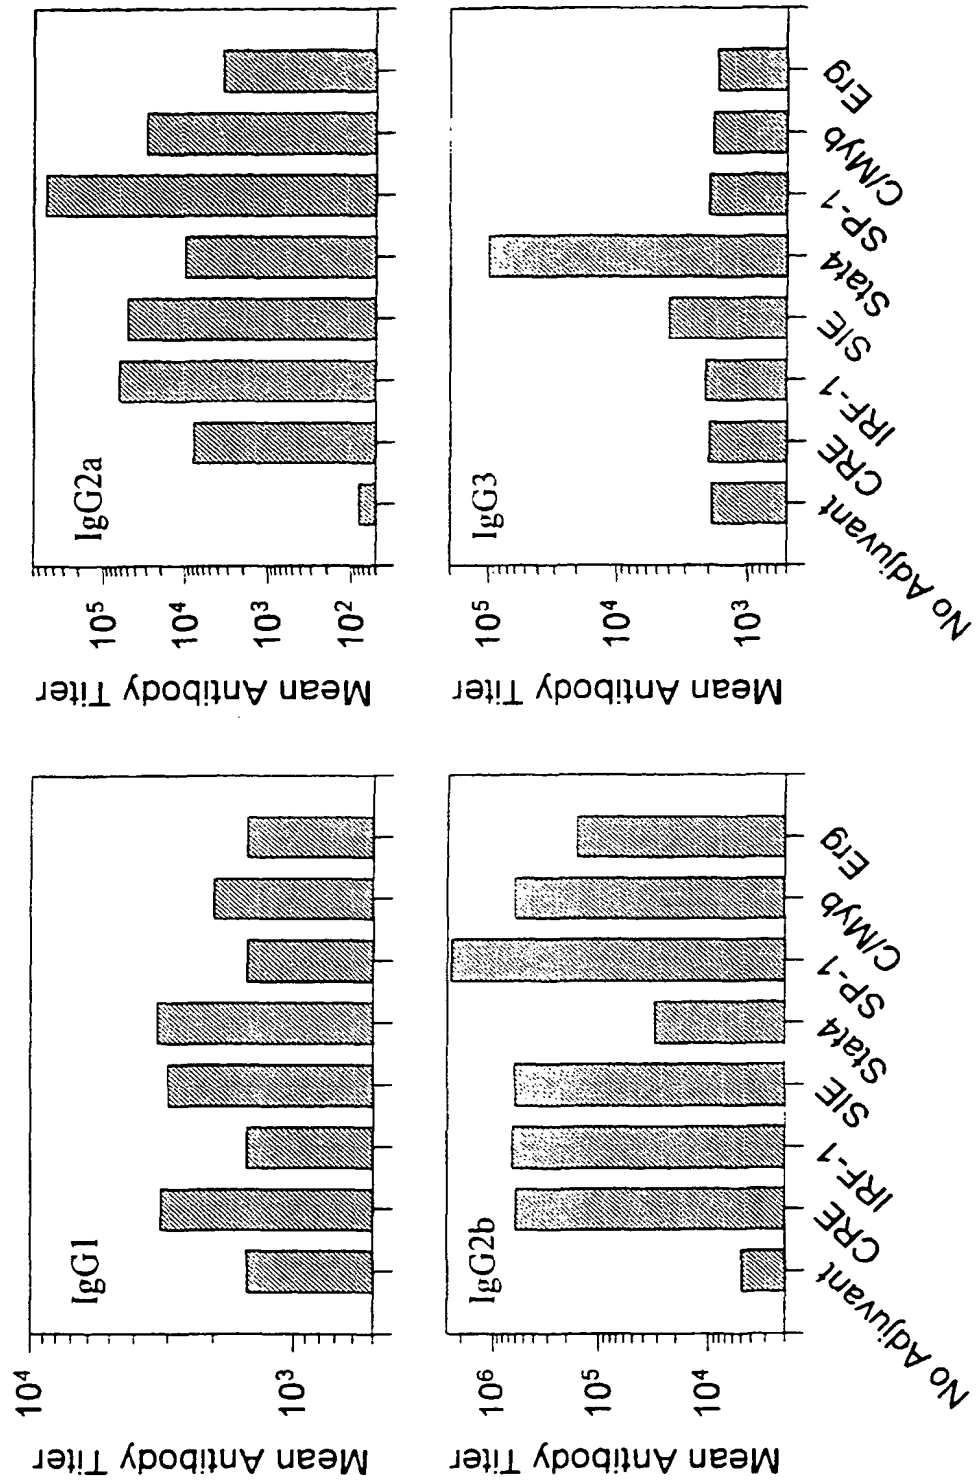 IgG1
Mean Antibody Titer
10⁴
10³
IgG2a
Mean Antibody Titer
10⁵
10⁴
10³
10²
IgG2b
Mean Antibody Titer
10⁶
10⁵
10⁴
No Adjuvant
CRE
IRF-1
SIE
Stat4
SP-1
C/Myb
Erg
IgG3
Mean Antibody Titer
10⁵
10⁴
10³
No Adjuvant
CRE
IRF-1
SIE
Stat4
SP-1
C/Myb
Erg